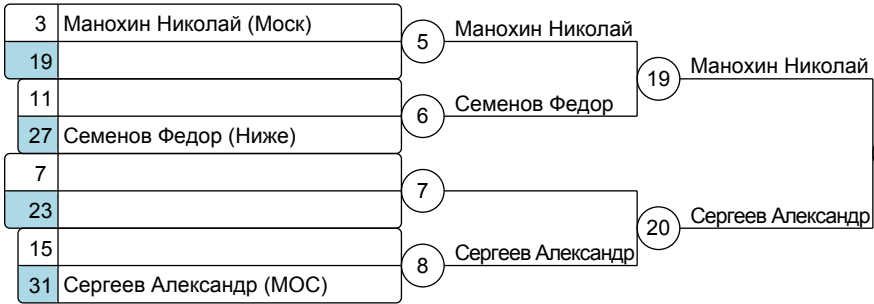 3 Манохин Николай (Моск)
19
11
27 Семенов Федор (Ниже)
7
23
15
31 Сергеев Александр (МОС)
5 Манохин Николай
6 Семенов Федор
7
8 Сергеев Александр
19 Манохин Николай
20 Сергеев Александр